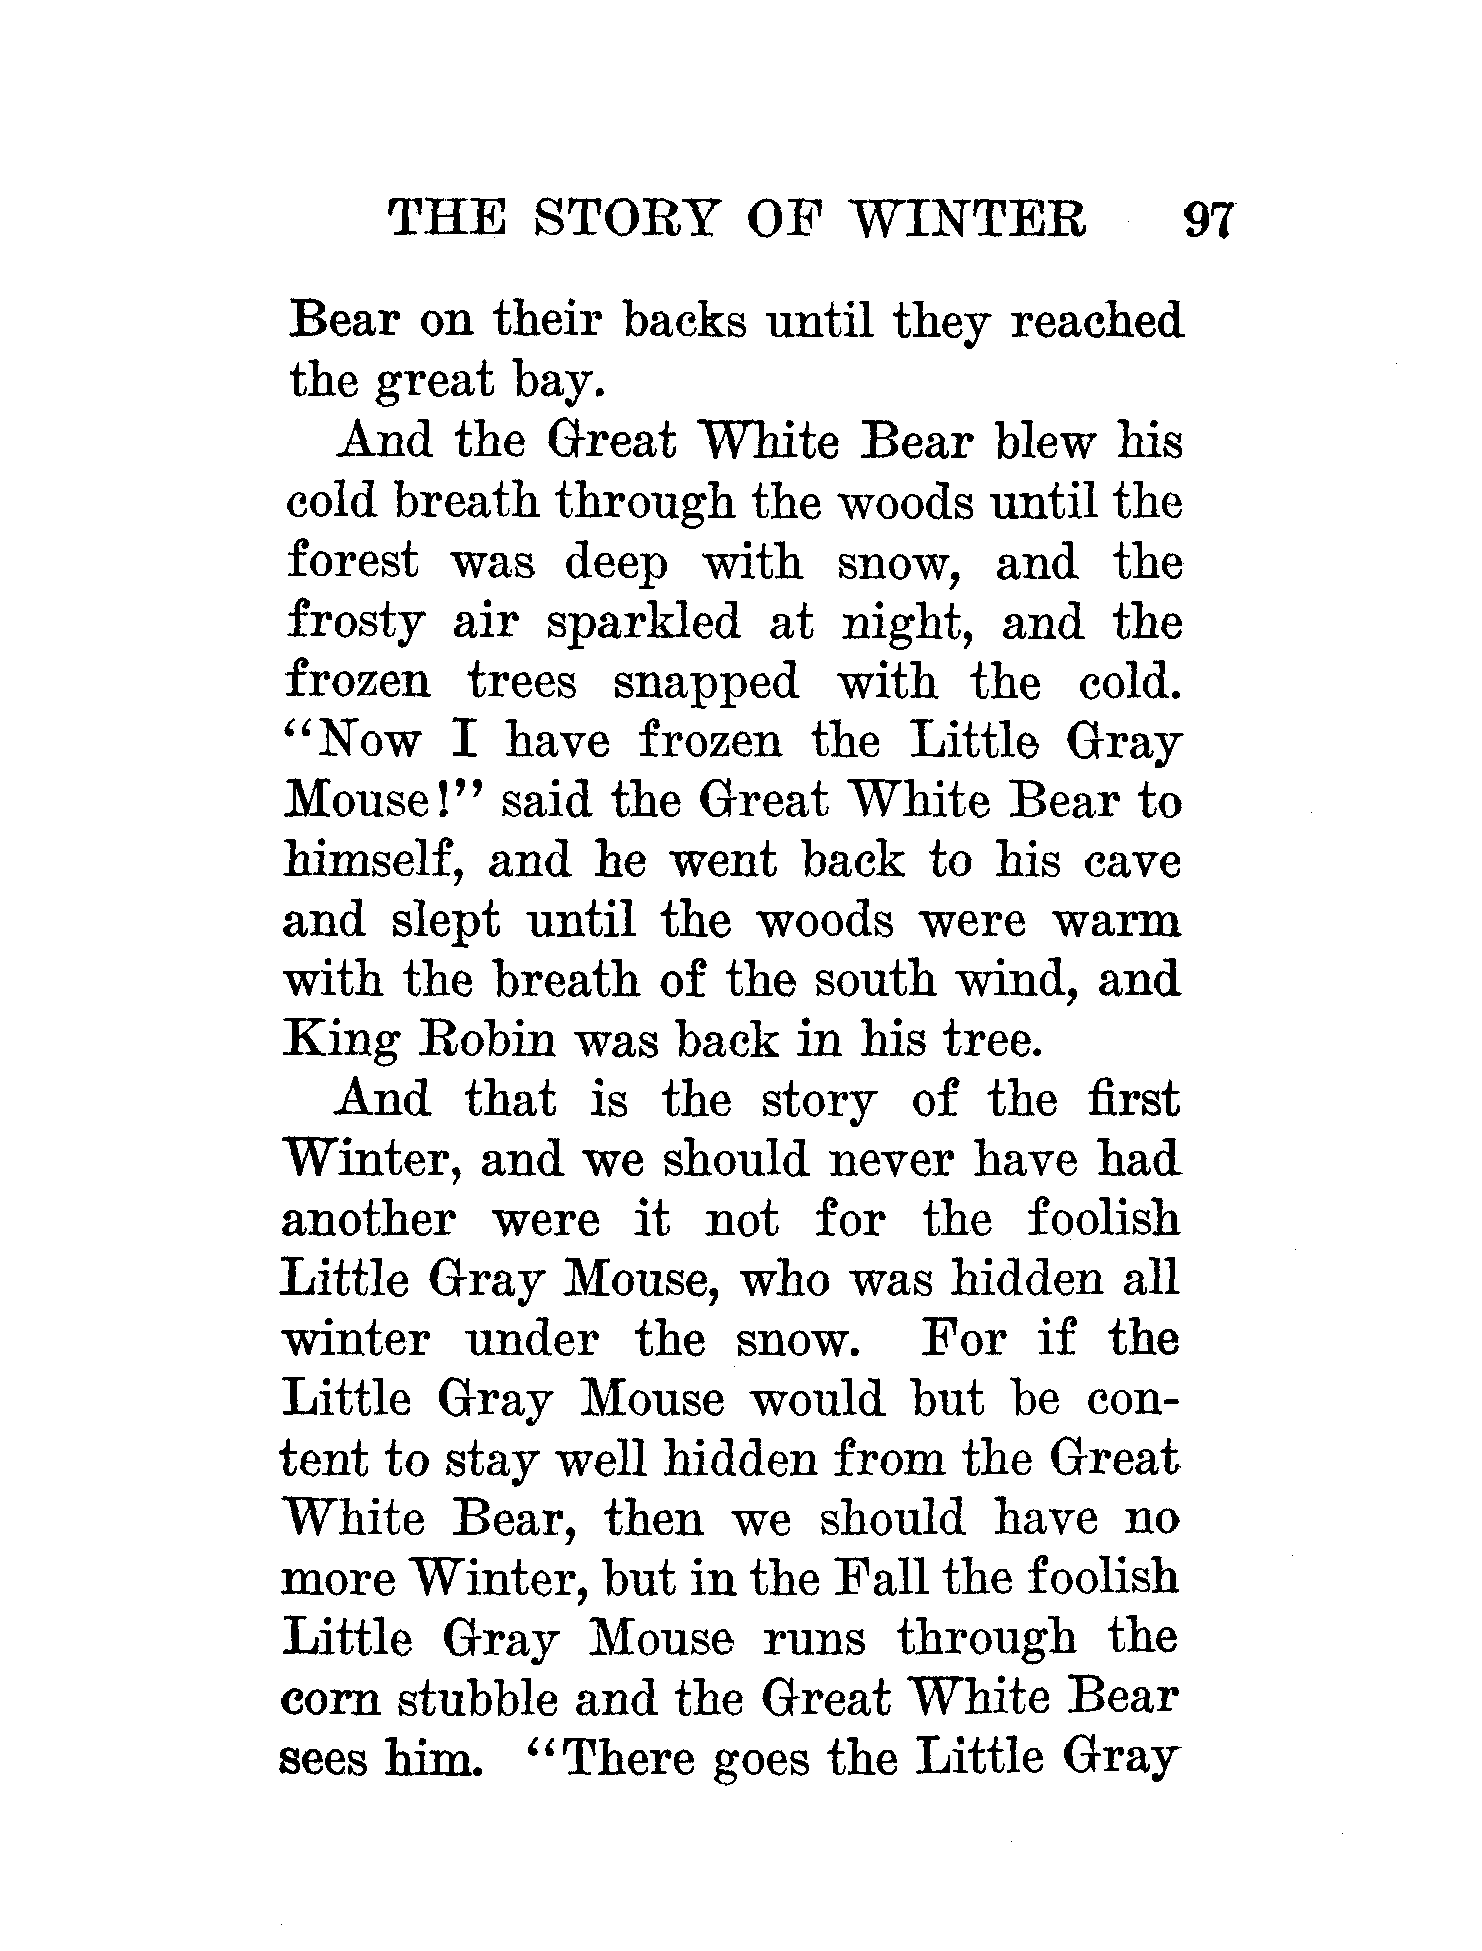 THE STORY OF WINTER 97
Bear on their backs until they reached
the great bay.
And the Great White Bear blew his
cold breath through the woods until the
forest was deep with snow, and the
frosty air sparkled at night, and the
frozen trees snapped with the cold.
“Now I have frozen the Little Gray
Mouse!” said the Great White Bear to
himself, and he went back to his cave
and slept until the woods were warm
with the breath of the south wind, and
King Robin was back in his tree.
And that is the story of the first
Winter, and we should never have had
another were it not for the foolish
Little Gray Mouse, who was hidden all
winter under the snow. For if the
Little Gray Mouse would but be con-
tent to stay well hidden from the Great
White Bear, then we should have no
more Winter, but in the Fall the foolish
Little Gray Mouse runs through the
corn stubble and the Great White Bear
sees him. “There goes the Little Gray